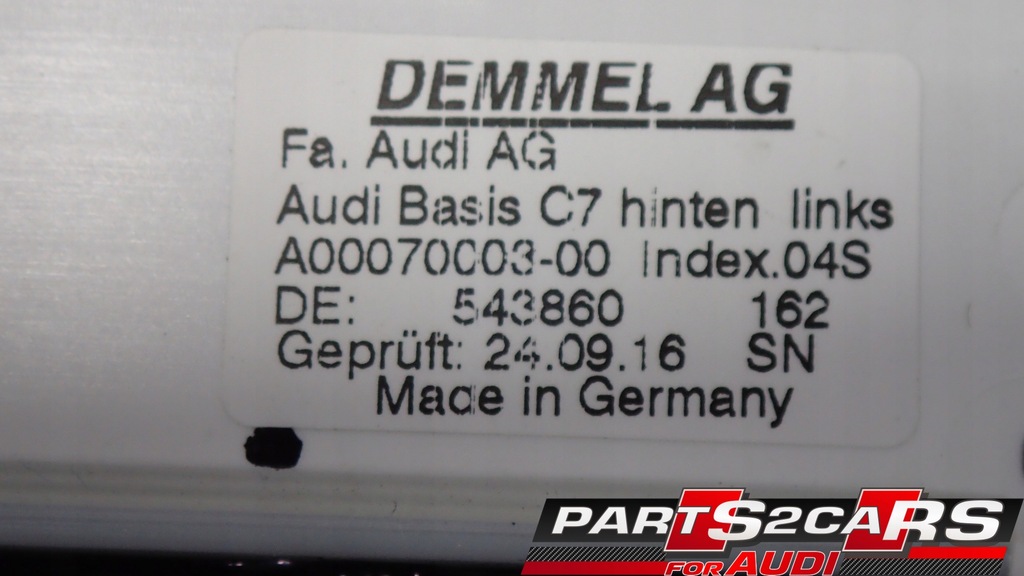 DEMMEL AG
Fa. Audi AG
Audi Basis C7 hinten links
A00070003-00 Index.04S
DE: 543860 162
Geprüft: 24.09.16 SN
Made in Germany
PARTS2CARS
FOR AUDI